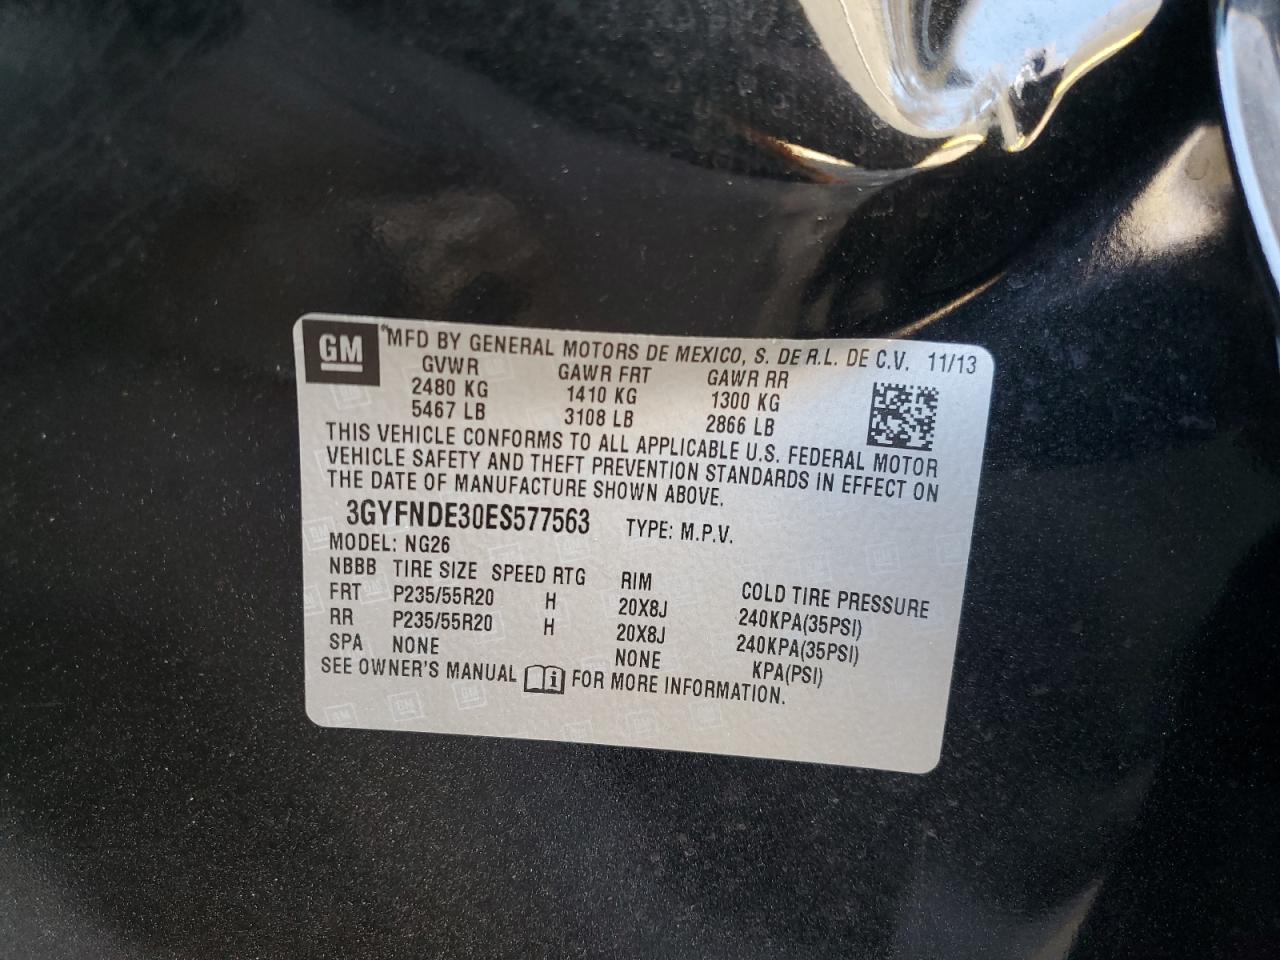 GM
MFD BY GENERAL MOTORS DE MEXICO, S. DE R.L. DE C.V. 11/13
GVWR GAWR FRT GAWR RR
2480 KG 1410 KG 1300 KG
5467 LB 3108 LB 2866 LB
THIS VEHICLE CONFORMS TO ALL APPLICABLE U.S. FEDERAL MOTOR
VEHICLE SAFETY AND THEFT PREVENTION STANDARDS IN EFFECT ON
THE DATE OF MANUFACTURE SHOWN ABOVE.
3GYFNDE30ES577563 TYPE: M.P.V.
MODEL: NG26
NBBB TIRE SIZE SPEED RTG RIM COLD TIRE PRESSURE
FRT P235/55R20 H 20X8J 240KPA(35PSI)
RR P235/55R20 H 20X8J 240KPA(35PSI)
SPA NONE NONE KPA(PSI)
SEE OWNER'S MANUAL FOR MORE INFORMATION.